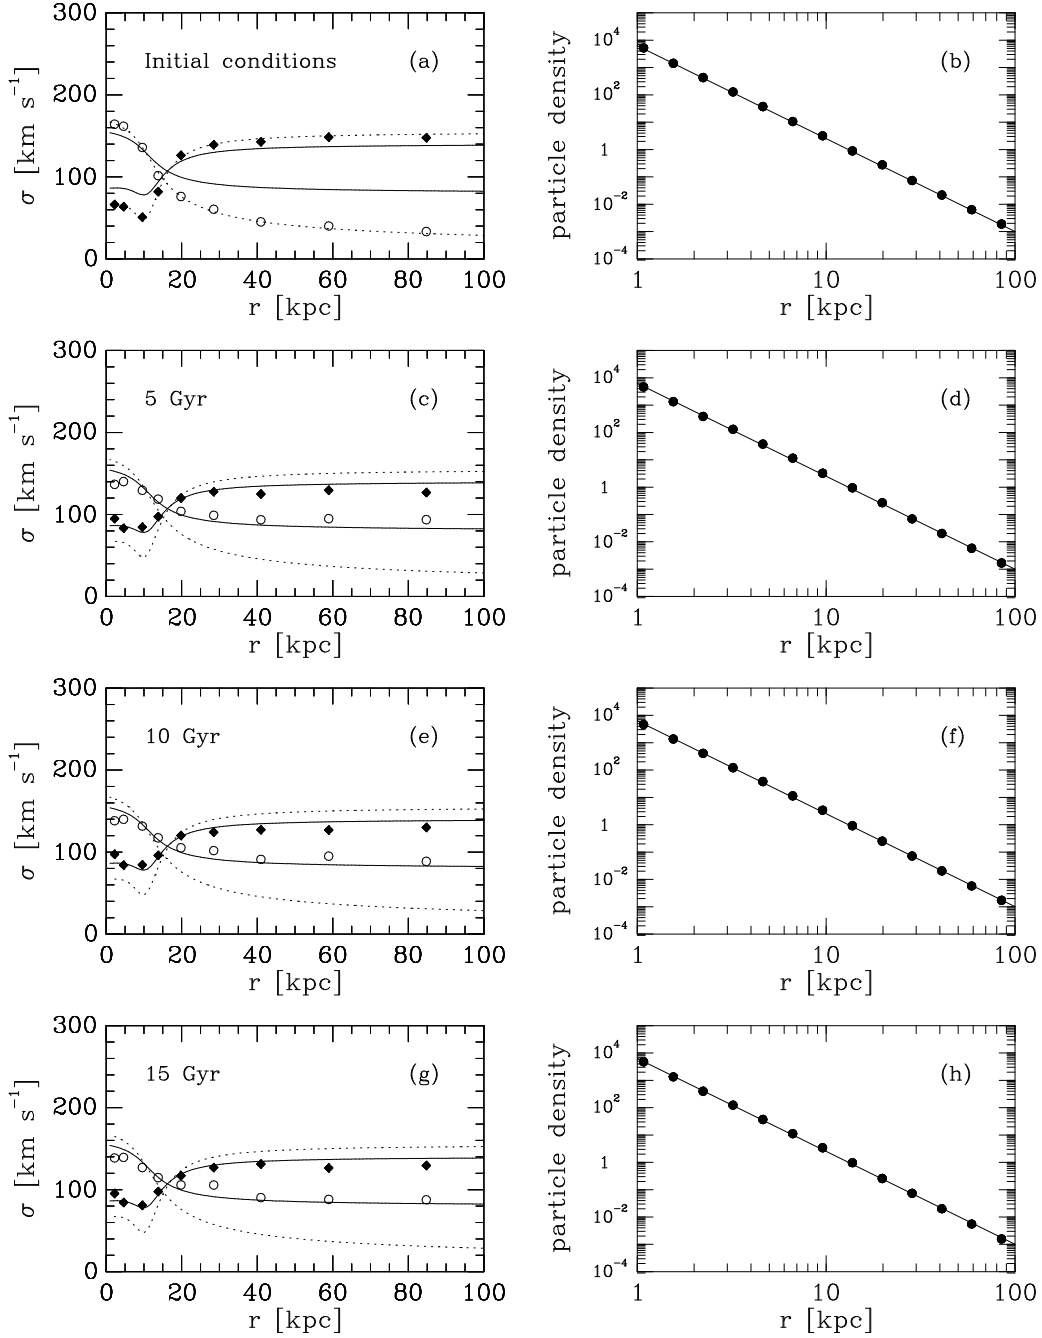 300
200
100
0
σ [km s⁻¹]
Initial conditions (a)
0 20 40 60 80 100
r [kpc]
10⁴
10²
1
10⁻²
10⁻⁴
particle density
(b)
1 10 100
r [kpc]
300
200
100
0
σ [km s⁻¹]
5 Gyr (c)
0 20 40 60 80 100
r [kpc]
10⁴
10²
1
10⁻²
10⁻⁴
particle density
(d)
1 10 100
r [kpc]
300
200
100
0
σ [km s⁻¹]
10 Gyr (e)
0 20 40 60 80 100
r [kpc]
10⁴
10²
1
10⁻²
10⁻⁴
particle density
(f)
1 10 100
r [kpc]
300
200
100
0
σ [km s⁻¹]
15 Gyr (g)
0 20 40 60 80 100
r [kpc]
10⁴
10²
1
10⁻²
10⁻⁴
particle density
(h)
1 10 100
r [kpc]